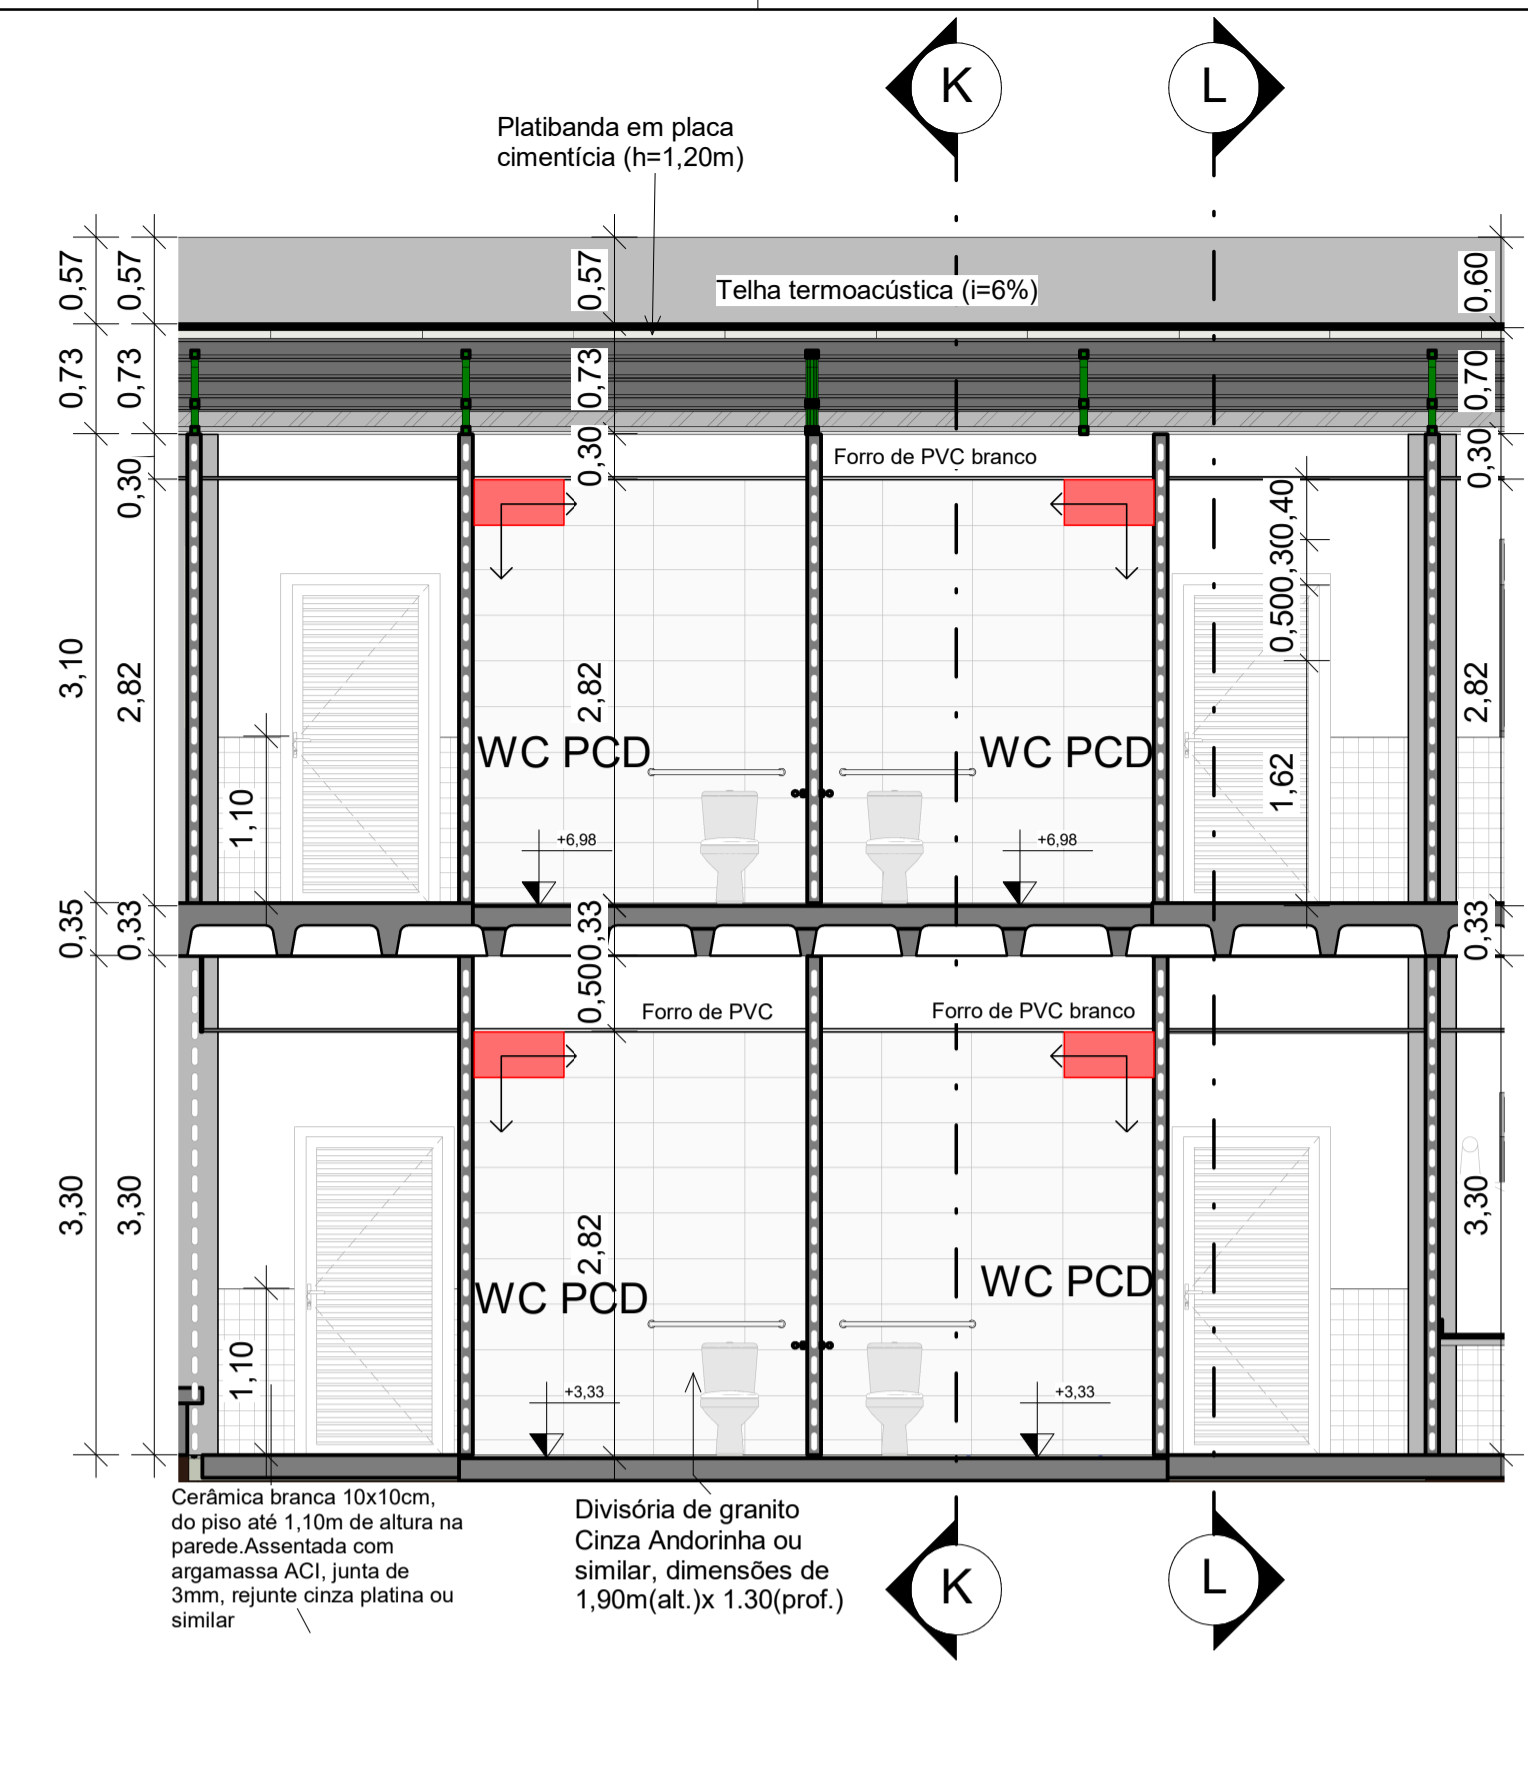 K
L
Platibanda em placa
cimentícia (h=1,20m)
0,57
0,57
0,57
Telha termoacústica (i=6%)
0,60
0,73
0,73
0,73
0,70
0,30
0,30
Forro de PVC branco
0,30
0,40
0,30
0,50
3,10
2,82
2,82
2,82
WC PCD
WC PCD
1,62
1,10
+6,98
+6,98
0,35
0,33
0,33
0,33
0,50
Forro de PVC
Forro de PVC branco
3,30
3,30
2,82
3,30
WC PCD
WC PCD
1,10
+3,33
+3,33
Cerâmica branca 10x10cm,
do piso até 1,10m de altura na
parede.Assentada com
argamassa ACI, junta de
3mm, rejunte cinza platina ou
similar
Divisória de granito
Cinza Andorinha ou
similar, dimensões de
1,90m(alt.)x 1.30(prof.)
K
L